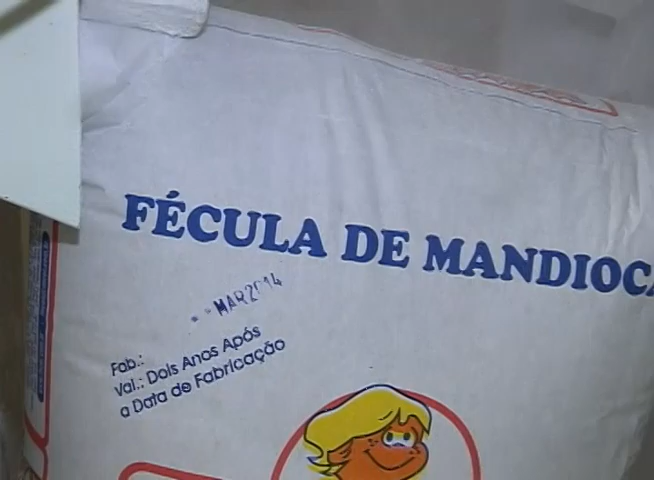 FÉCULA DE MANDIOCA
MAR2014
Fab.:
Val.: Dois Anos Após
a Data de Fabricação